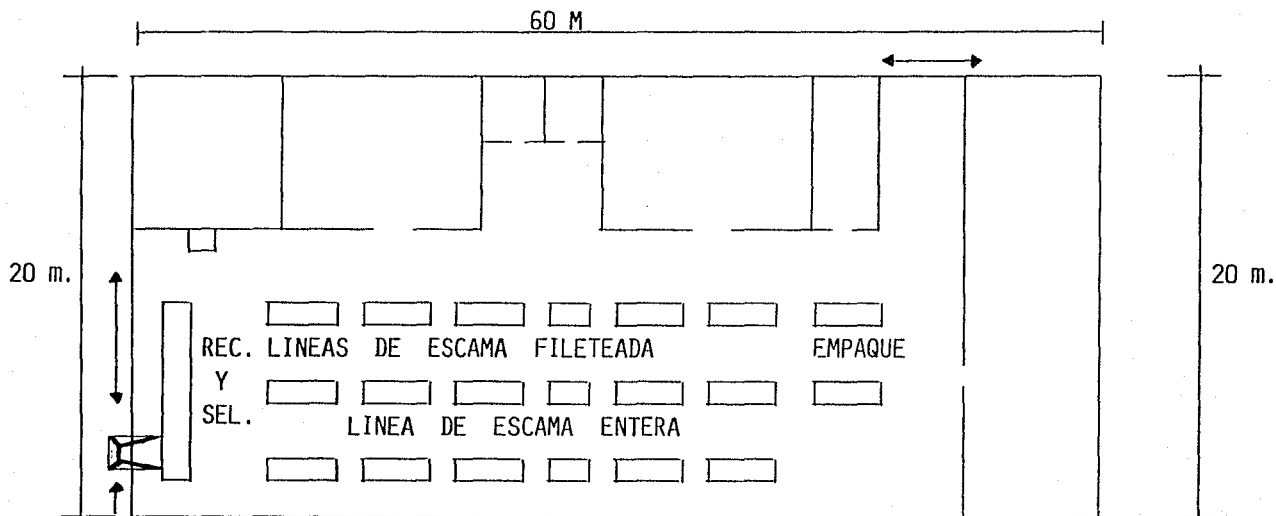 60 M
20 m.
20 m.
REC.
Y
SEL.
LINEAS DE ESCAMA FILETEADA
EMPAQUE
LINEA DE ESCAMA ENTERA